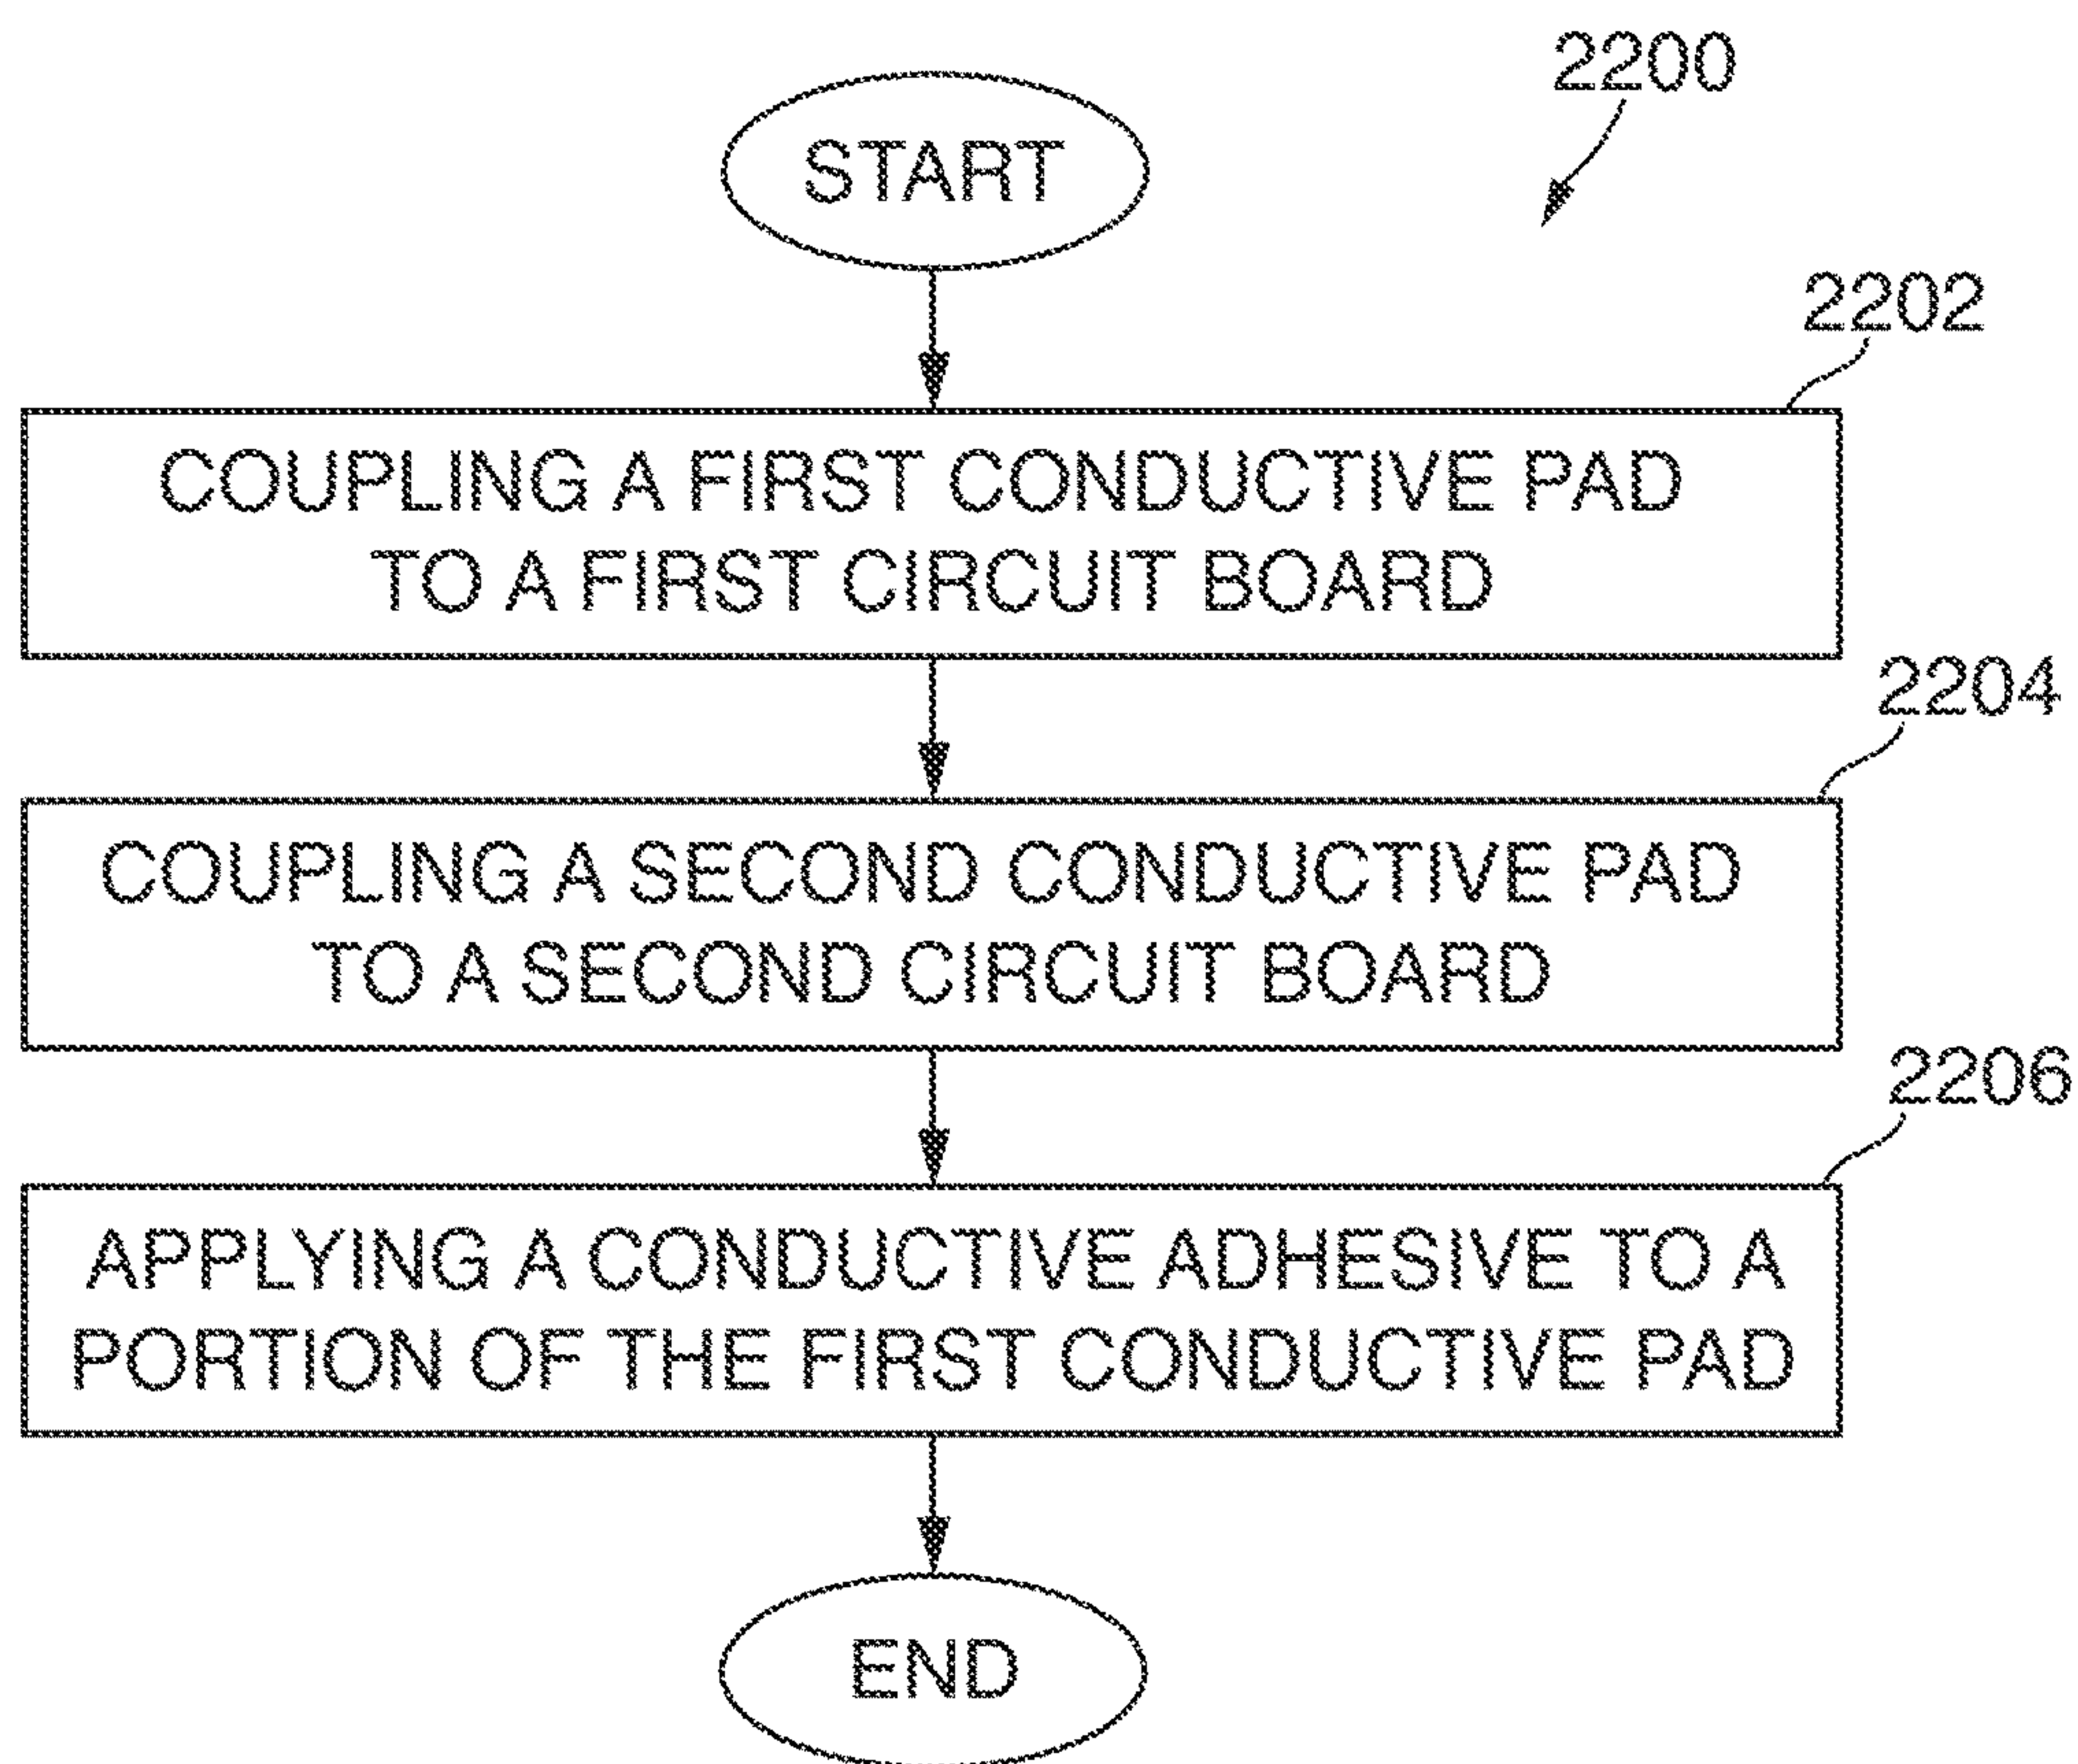 2200
START
2202
COUPLING A FIRST CONDUCTIVE PAD
TO A FIRST CIRCUIT BOARD
2204
COUPLING A SECOND CONDUCTIVE PAD
TO A SECOND CIRCUIT BOARD
2206
APPLYING A CONDUCTIVE ADHESIVE TO A
PORTION OF THE FIRST CONDUCTIVE PAD
END